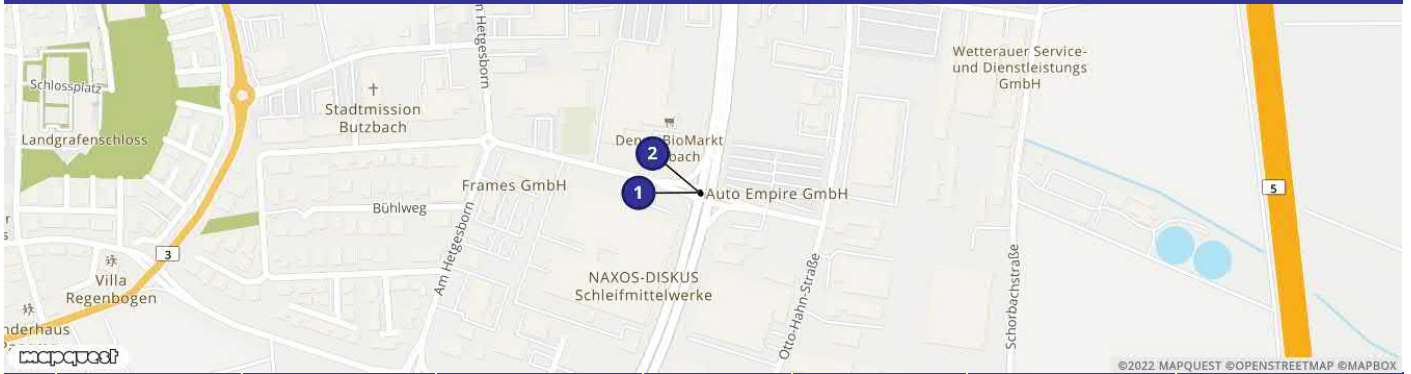 Am Hetgesborn
Schlossplatz
Landgrafenschloss
Stadtmission
Butzbach
Wetterauer Service-
und Dienstleistungs
GmbH
BioMarkt
2
1
Auto Empire GmbH
Frames GmbH
Bühlweg
Am Hetgesborn
5
3
Villa
Regenbogen
NAXOS-DISKUS
Schleifmittelwerke
Otto-Hahn-Straße
Schorbachstraße
mapquest
©2022 MAPQUEST ©OPENSTREETMAP ©MAPBOX